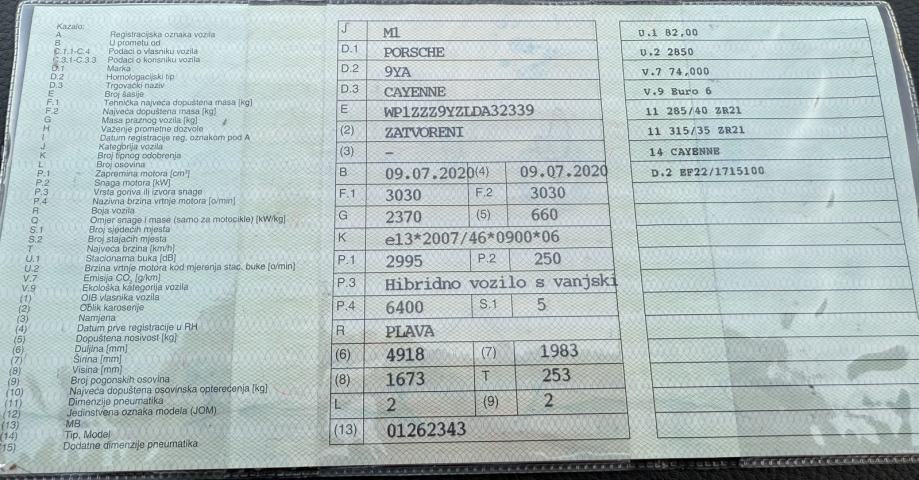 Kazalo:
A Registracijska oznaka vozila
B U prometu od
C.1.1-C.4 Podaci o vlasniku vozila
C.3.1-C.3.3 Podaci o korisniku vozila
D.1 Marka
D.2 Homologacijski tip
D.3 Trgovački naziv
E Broj šasije
F.1 Tehnička najveća dopuštena masa [kg]
F.2 Najveća dopuštena masa [kg]
G Masa praznog vozila [kg]
H Važenje prometne dozvole
I Datum registracije reg. oznakom pod A
J Kategorija vozila
K Broj tipnog odobrenja
L Broj osovina
P.1 Zapremina motora [cm³]
P.2 Snaga motora [kW]
P.3 Vrsta goriva ili izvora snage
P.4 Nazivna brzina vrtnje motora [o/min]
R Boja vozila
Q Omjer snage i mase (samo za motocikle) [kW/kg]
S.1 Broj sjedećih mjesta
S.2 Broj stajaćih mjesta
T Najveća brzina [km/h]
U.1 Stacionarna buka [dB]
U.2 Brzina vrtnje motora kod mjerenja stac. buke [o/min]
V.7 Emisija CO₂ [g/km]
V.9 Ekološka kategorija vozila
(1) OIB vlasnika vozila
(2) Oblik karoserije
(3) Namjena
(4) Datum prve registracije u RH
(5) Dopuštena nosivost [kg]
(6) Duljina [mm]
(7) Širina [mm]
(8) Visina [mm]
(9) Broj pogonskih osovina
(10) Najveća dopuštena osovinska opterećenja [kg]
(11) Dimenzije pneumatika
(12) Jedinstvena oznaka modela (JOM)
(13) MB
(14) Tip, Model
(15) Dodatne dimenzije pneumatika
J M1
D.1 PORSCHE
D.2 9YA
D.3 CAYENNE
E WP1ZZZ9YZLDA32339
(2) ZATVORENI
(3) –
B 09.07.2020 (4) 09.07.2020
F.1 3030 F.2 3030
G 2370 (5) 660
K e13*2007/46*0900*06
P.1 2995 P.2 250
P.3 Hibridno vozilo s vanjski
P.4 6400 S.1 5
R PLAVA
(6) 4918 (7) 1983
(8) 1673 T 253
L 2 (9) 2
(13) 01262343
U.1 82,00
U.2 2850
V.7 74,000
V.9 Euro 6
11 285/40 ZR21
11 315/35 ZR21
14 CAYENNE
D.2 EF22/1715100